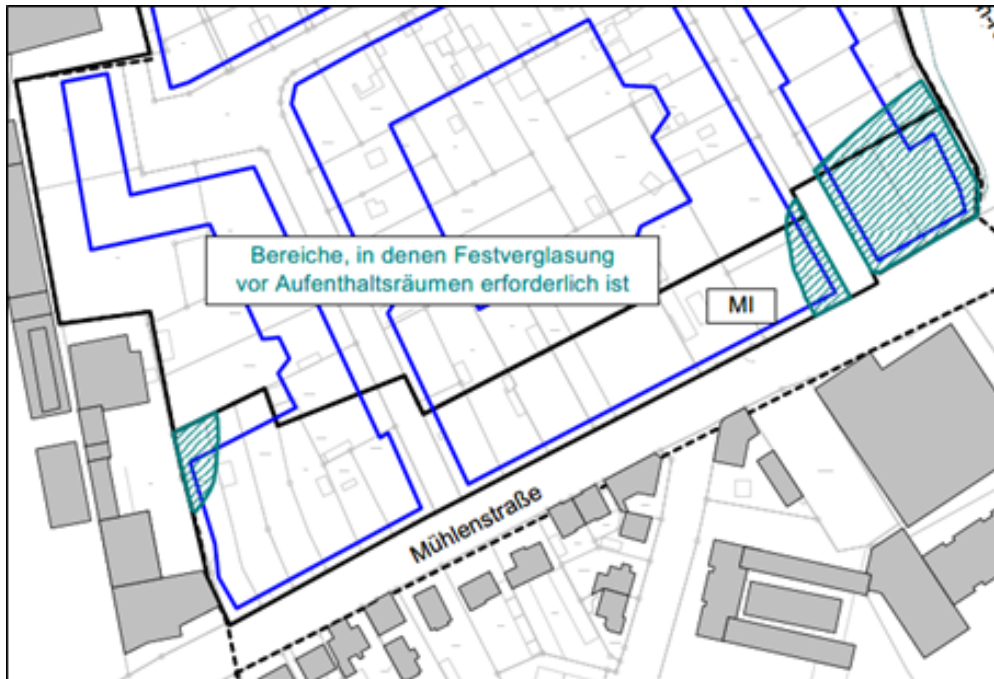 Bereiche, in denen Festverglasung
vor Aufenthaltsräumen erforderlich ist
MI
Mühlenstraße